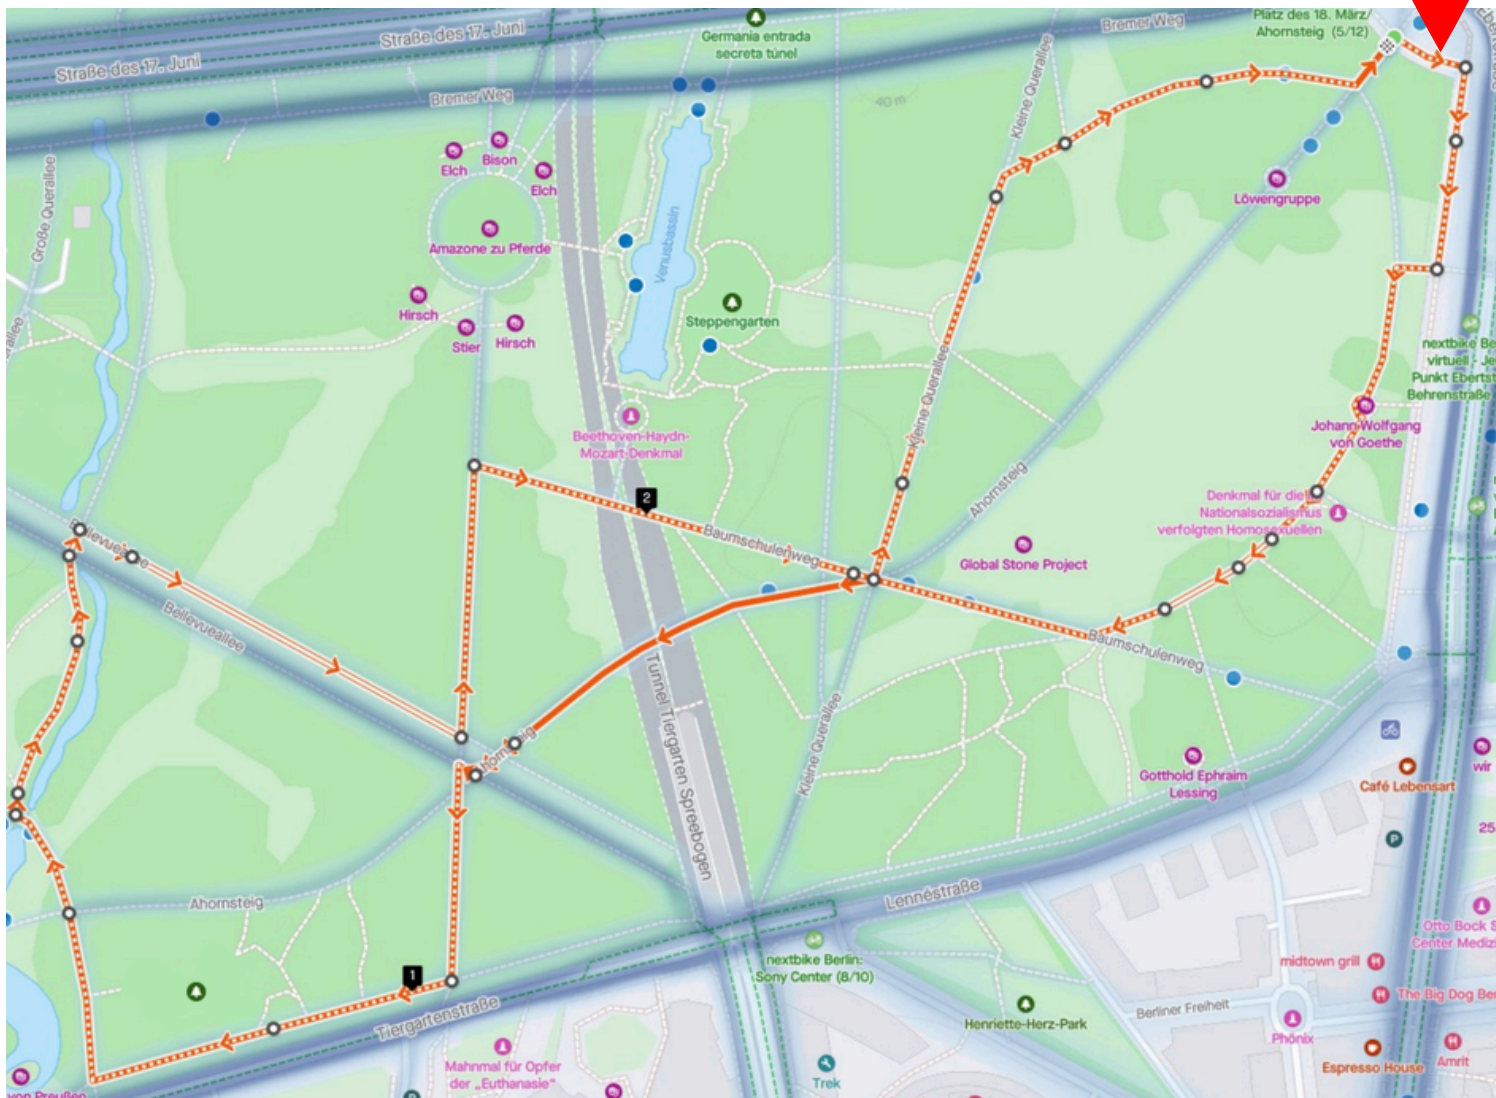 Platz des 18. März/
Ahornsteig (5/12)
Bremer Weg
Germania entrada
secreta túnel
Straße des 17. Juni
Straße des 17. Juni
Bremer Weg
40 m
Kleine Querallee
Elch
Bison
Elch
Große Querallee
Löwengruppe
Amazone zu Pferde
Venusbassin
Hirsch
Stier
Hirsch
Steppengarten
nextbike Be
virtuell - Je
Punkt Ebertst
Behrenstraße
Kleine Querallee
Beethoven-Haydn-
Mozart-Denkmal
Johann Wolfgang
von Goethe
2
Ahornsteig
Denkmal für die
Nationalsozialismus
verfolgten Homosexuellen
Baumschulenweg
Global Stone Project
Bellevueallee
Baumschulenweg
Tunnel Tiergarten Spreebogen
Kleine Querallee
Gotthold Ephraim
Lessing
wir
Café Lebensart
25
P
Ahornsteig
Lennéstraße
Otto Bock S
Center Medizi
1
nextbike Berlin:
Sony Center (8/10)
midtown grill
The Big Dog Be
Tiergartenstraße
Henriette-Herz-Park
Berliner Freiheit
Phönix
Mahnmal für Opfer
der „Euthanasie“
Trek
Espresso House
Amrit
von Preußen